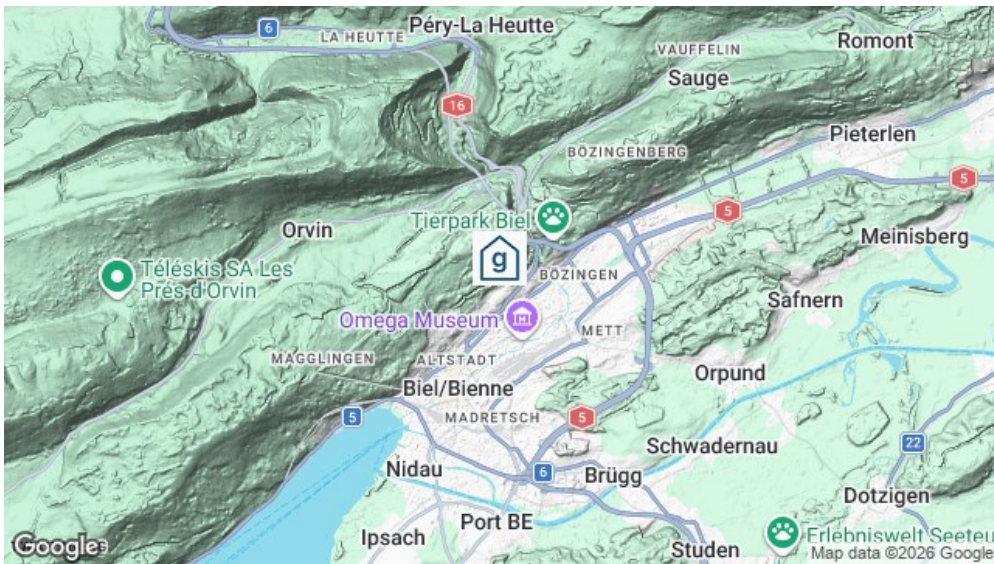 6
Péry-La Heutte
LA HEUTTE
VAUFFELIN
Romont
Sauge
16
Pieterlen
BÖZINGENBERG
5
5
Tierpark Biel
Orvin
Meinisberg
g
BÖZINGEN
Téléskis SA Les
Prés-d'Orvin
Safnern
Omega Museum
METT
MAGGLINGEN
ALTSTADT
Orpund
Biel/Bienne
5
MADRETSCH
5
Schwadernau
22
Nidau
6
Brügg
Dotzigen
Port BE
Ipsach
Erlebniswelt Seeteu
Studen
Google
Map data ©2026 Google